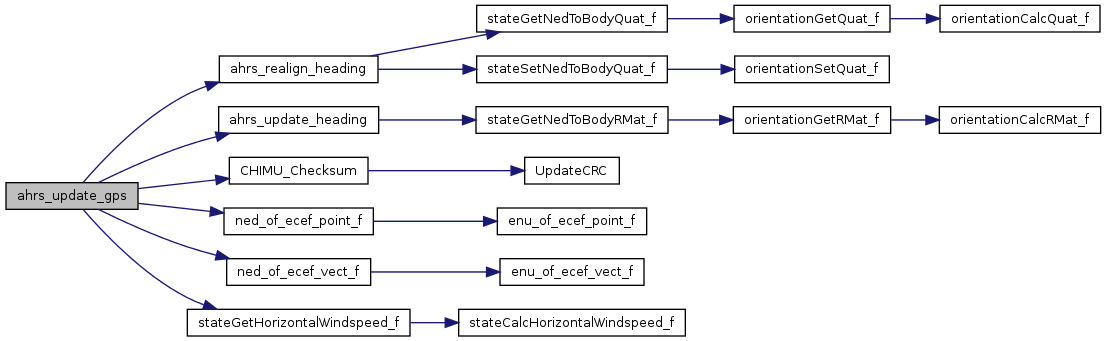 stateGetNedToBodyQuat_f
orientationGetQuat_f
orientationCalcQuat_f
ahrs_realign_heading
stateSetNedToBodyQuat_f
orientationSetQuat_f
ahrs_update_heading
stateGetNedToBodyRMat_f
orientationGetRMat_f
orientationCalcRMat_f
CHIMU_Checksum
UpdateCRC
ahrs_update_gps
ned_of_ecef_point_f
enu_of_ecef_point_f
ned_of_ecef_vect_f
enu_of_ecef_vect_f
stateGetHorizontalWindspeed_f
stateCalcHorizontalWindspeed_f